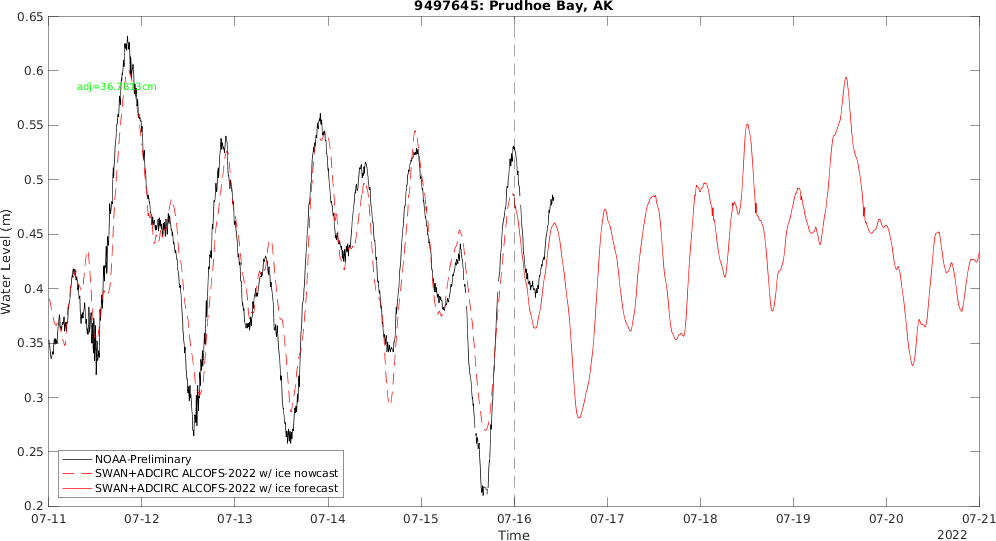 9497645: Prudhoe Bay, AK
0.65
0.6
adj=36.7813cm
0.55
0.5
0.45
0.4
0.35
0.3
0.25
0.2
Water Level (m)
NOAA-Preliminary
SWAN+ADCIRC ALCOFS-2022 w/ ice nowcast
SWAN+ADCIRC ALCOFS-2022 w/ ice forecast
07-11 07-12 07-13 07-14 07-15 07-16 07-17 07-18 07-19 07-20 07-21
Time
2022